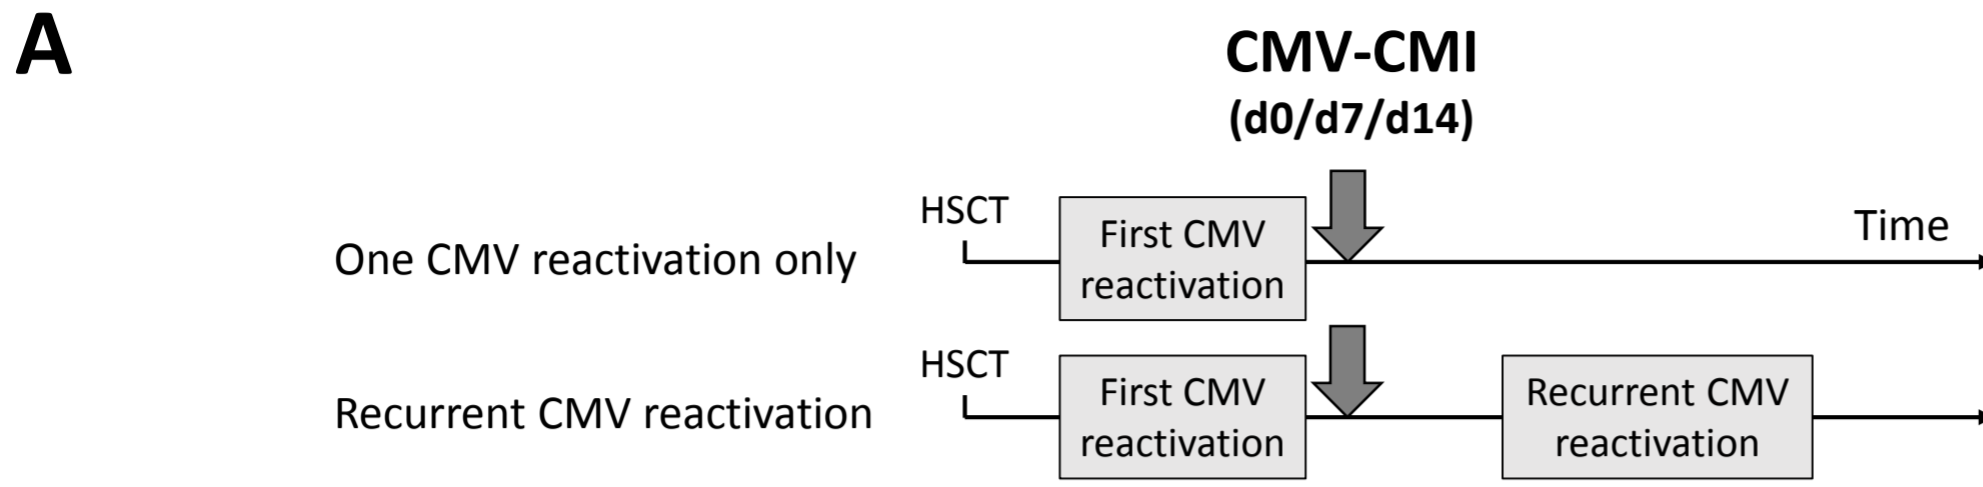 A
CMV-CMI
(d0/d7/d14)
HSCT
First CMV
reactivation
Time
One CMV reactivation only
HSCT
First CMV
reactivation
Recurrent CMV
reactivation
Recurrent CMV reactivation